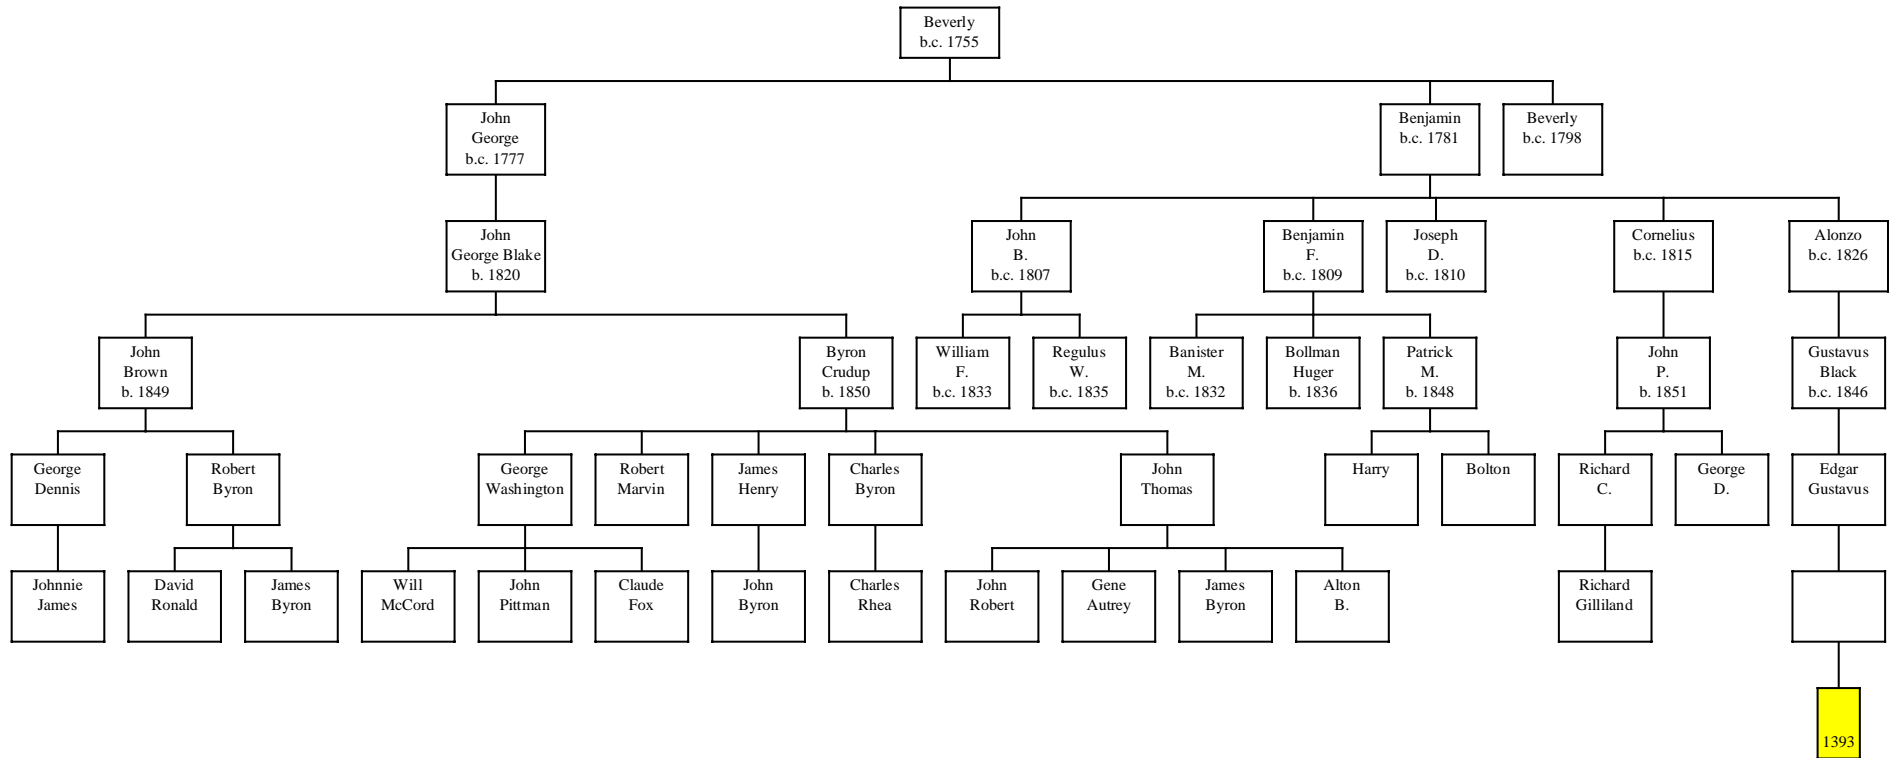 Beverly
b.c. 1755
John
George
b.c. 1777
Benjamin
b.c. 1781
Beverly
b.c. 1798
John
George Blake
b. 1820
John
B.
b.c. 1807
Benjamin
F.
b.c. 1809
Joseph
D.
b.c. 1810
Cornelius
b.c. 1815
Alonzo
b.c. 1826
John
Brown
b. 1849
Byron
Crudup
b. 1850
William
F.
b.c. 1833
Regulus
W.
b.c. 1835
Banister
M.
b.c. 1832
Bollman
Huger
b. 1836
Patrick
M.
b. 1848
John
P.
b. 1851
Gustavus
Black
b.c. 1846
George
Dennis
Robert
Byron
George
Washington
Robert
Marvin
James
Henry
Charles
Byron
John
Thomas
Harry
Bolton
Richard
C.
George
D.
Edgar
Gustavus
Johnnie
James
David
Ronald
James
Byron
Will
McCord
John
Pittman
Claude
Fox
John
Byron
Charles
Rhea
John
Robert
Gene
Autrey
James
Byron
Alton
B.
Richard
Gilliland
1393